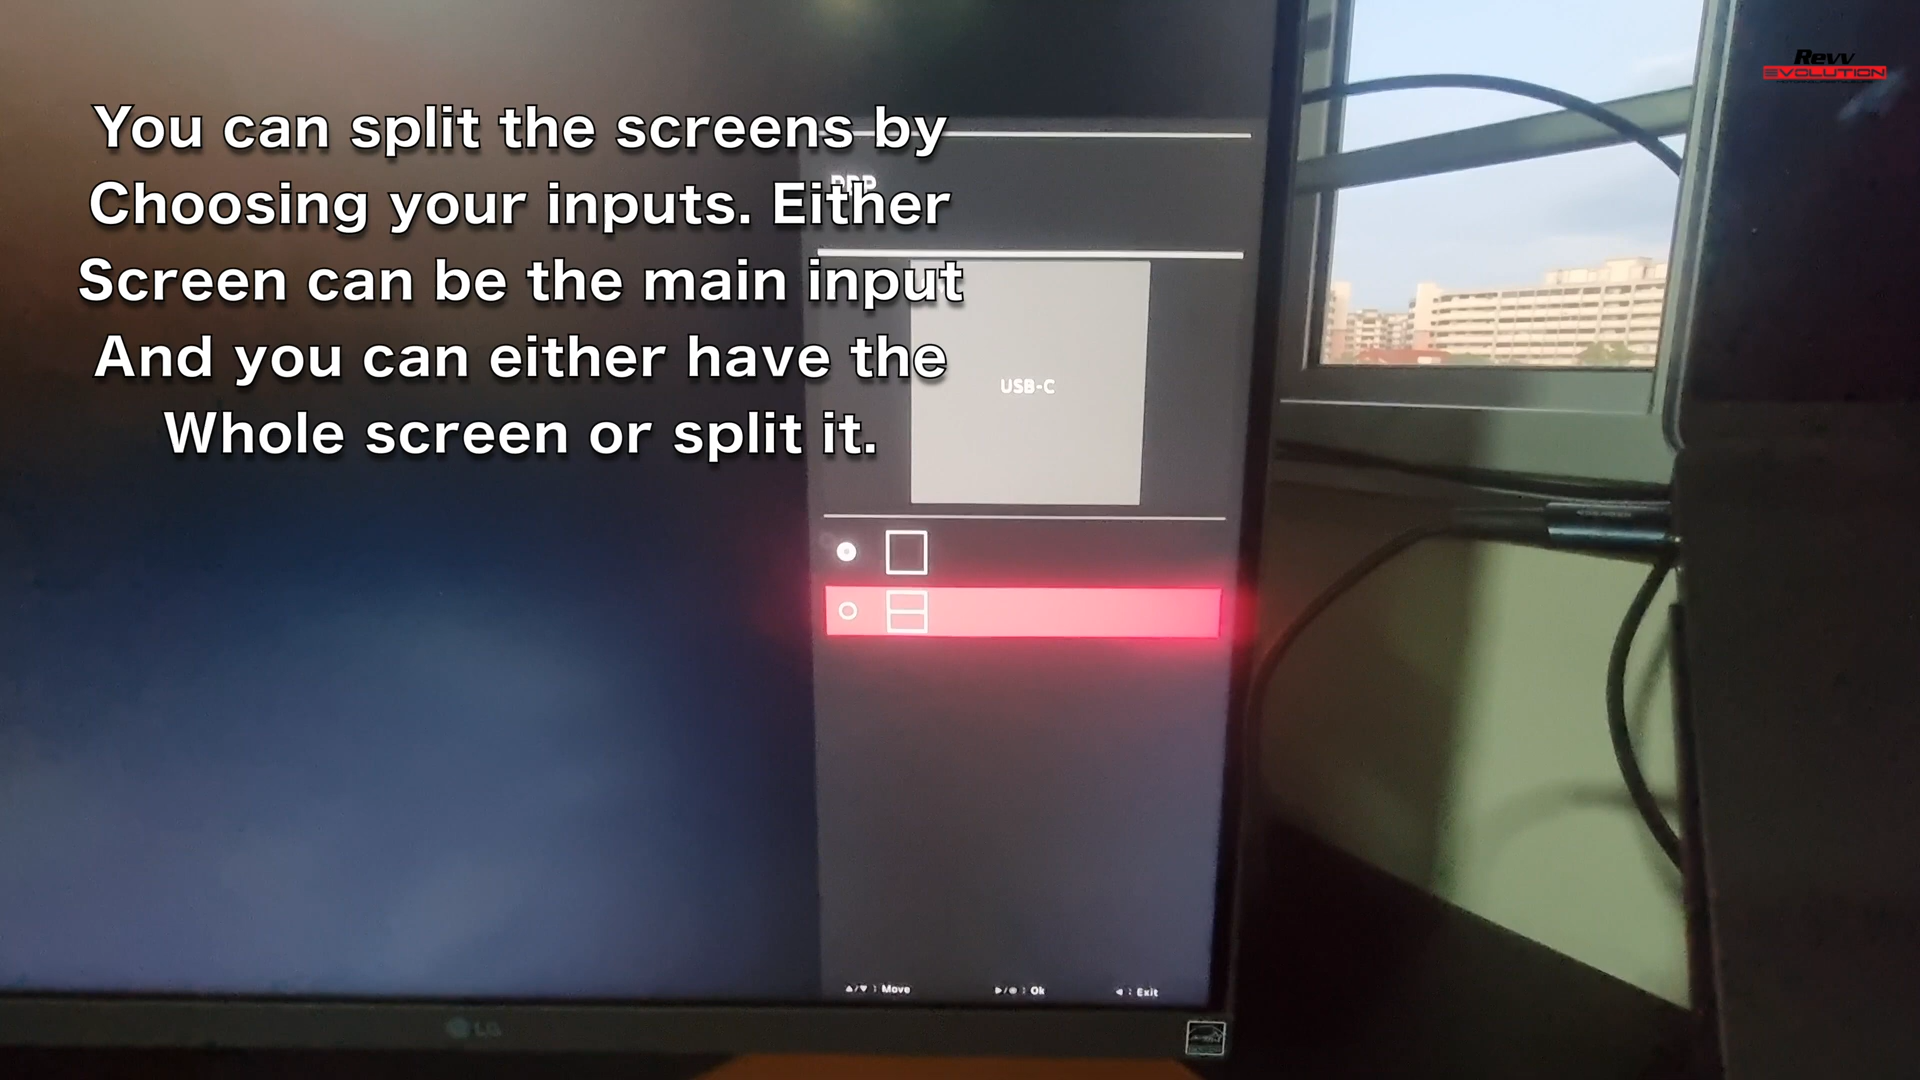 You can split the screens by
Choosing your inputs. Either
Screen can be the main input
And you can either have the
Whole screen or split it.
PBP
USB-C
▲/▼ : Move
▶/◉ : Ok
◀ : Exit
LG
Revv
EVOLUTION